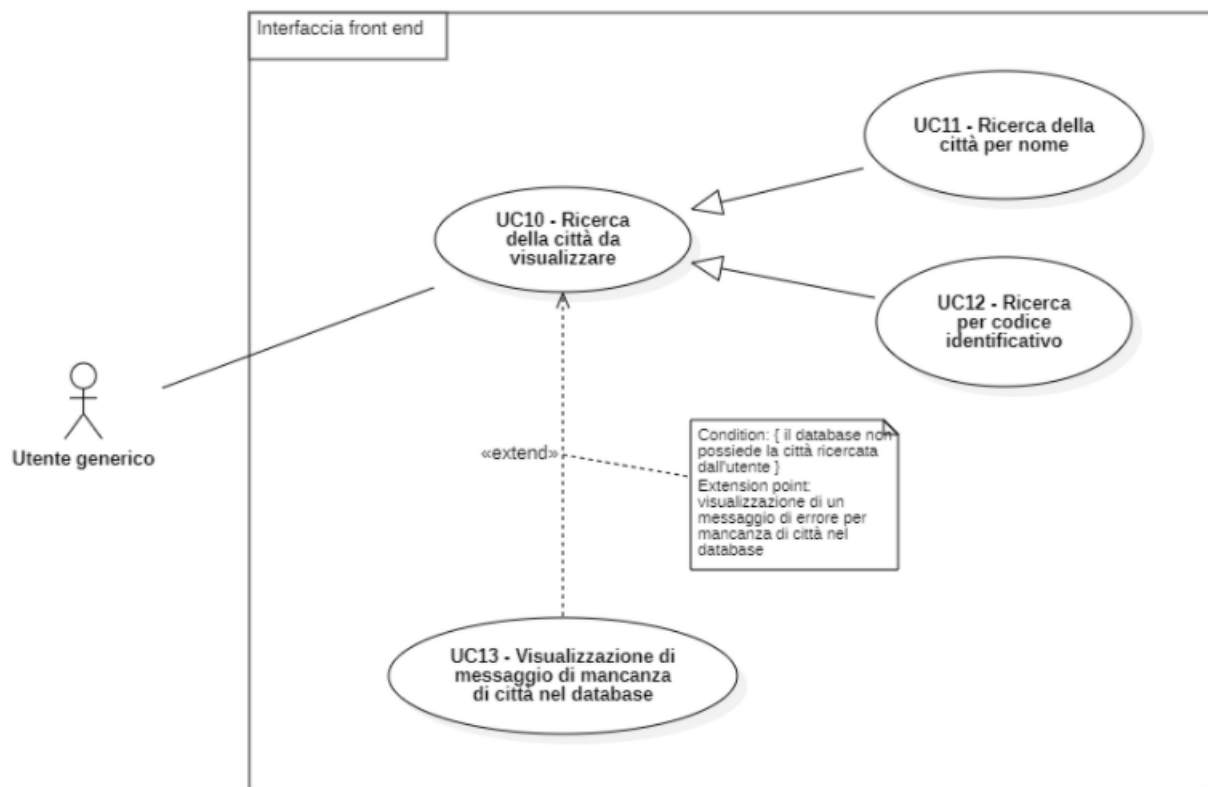 Interfaccia front end
UC11 - Ricerca della
città per nome
UC10 - Ricerca
della città da
visualizzare
UC12 - Ricerca
per codice
identificativo
Utente generico
«extend»
Condition: { il database non
possiede la città ricercata
dall'utente }
Extension point:
visualizzazione di un
messaggio di errore per
mancanza di città nel
database
UC13 - Visualizzazione di
messaggio di mancanza
di città nel database